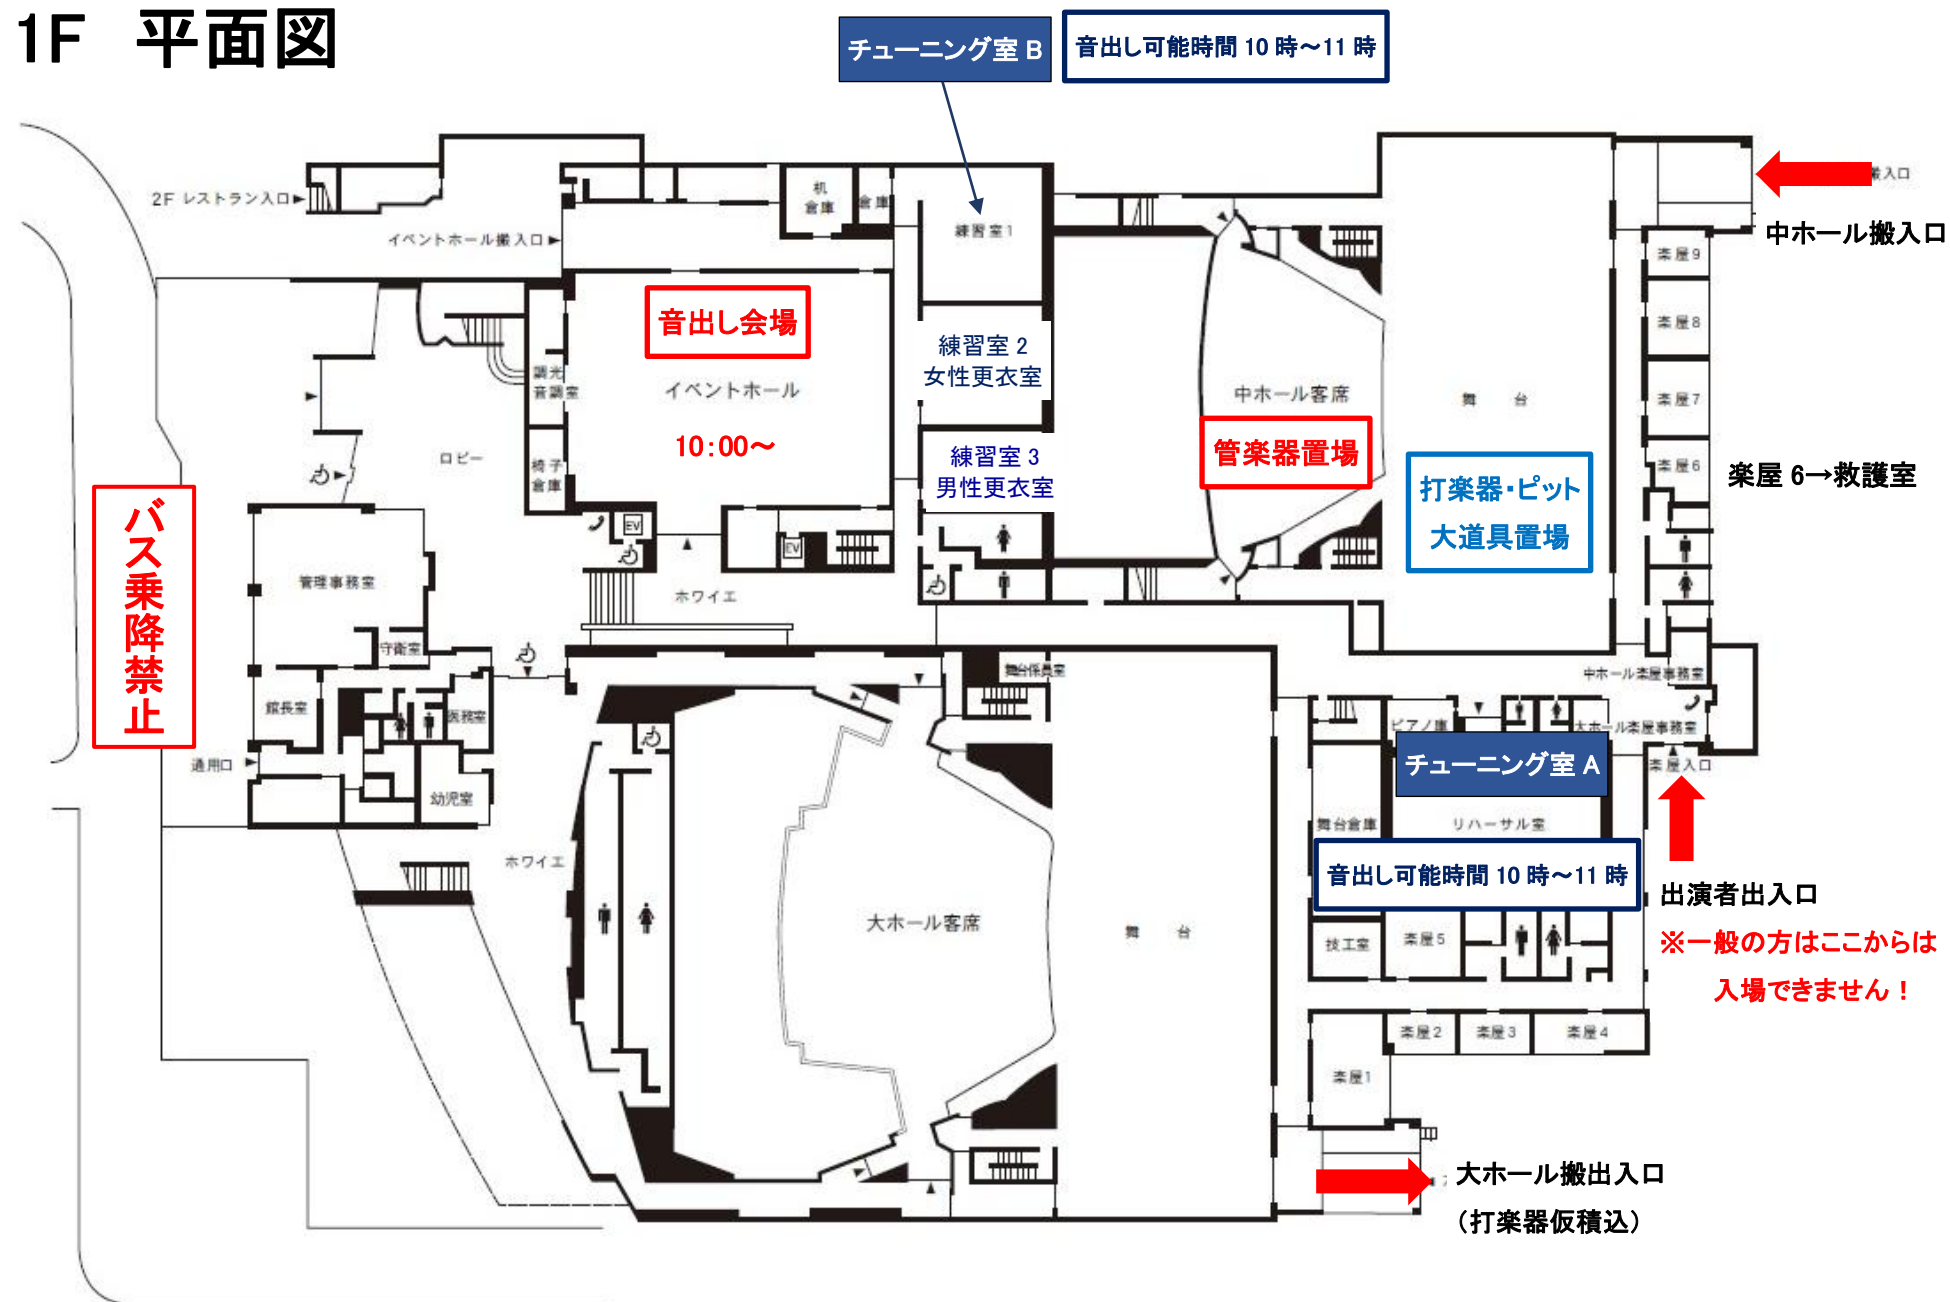 1F 平面図
チューニング室 B
音出し可能時間 10 時～11 時
2F レストラン入口
イベントホール搬入口
机
倉庫
倉庫
練習室1
搬入口
中ホール搬入口
楽屋9
楽屋8
楽屋7
楽屋6
楽屋 6→救護室
音出し会場
イベントホール
10：00～
調光
音調室
椅子
倉庫
ロビー
練習室 2
女性更衣室
練習室 3
男性更衣室
中ホール客席
管楽器置場
舞 台
打楽器・ピット
大道具置場
バス乗降禁止
EV
EV
ホワイエ
管理事務室
守衛室
館長室
医務室
通用口
幼児室
ホワイエ
舞台係員室
大ホール客席
舞 台
中ホール楽屋事務室
ピアノ庫
大ホール楽屋事務室
楽屋入口
チューニング室 A
舞台倉庫
リハーサル室
音出し可能時間 10 時～11 時
出演者出入口
※一般の方はここからは
入場できません！
技工室
楽屋5
楽屋2
楽屋3
楽屋4
楽屋1
大ホール搬出入口
（打楽器仮積込）